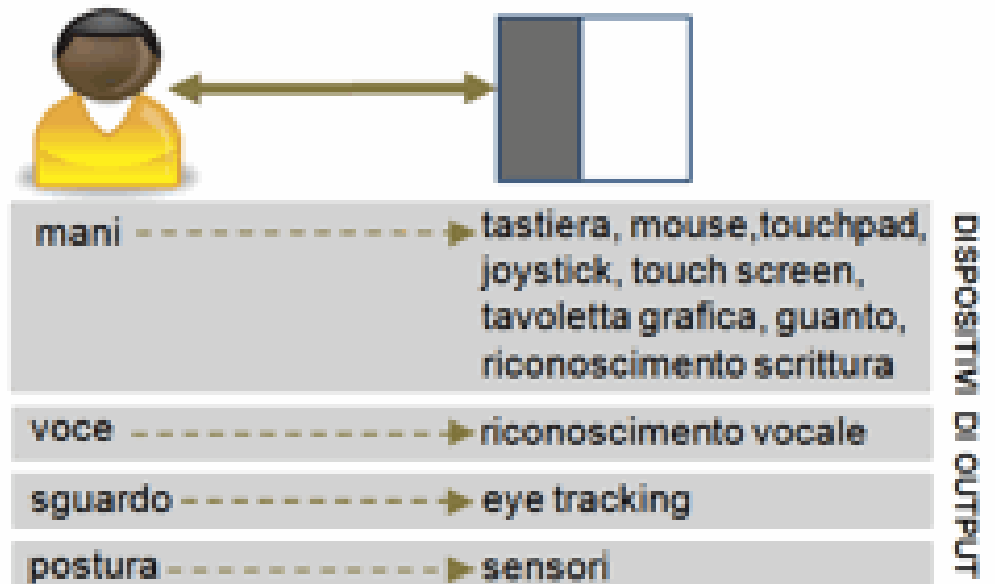 mani
tastiera, mouse,touchpad,
joystick, touch screen,
tavoletta grafica, guanto,
riconoscimento scrittura
voce
riconoscimento vocale
sguardo
eye tracking
postura
sensori
DISPOSITIVI DI OUTPUT